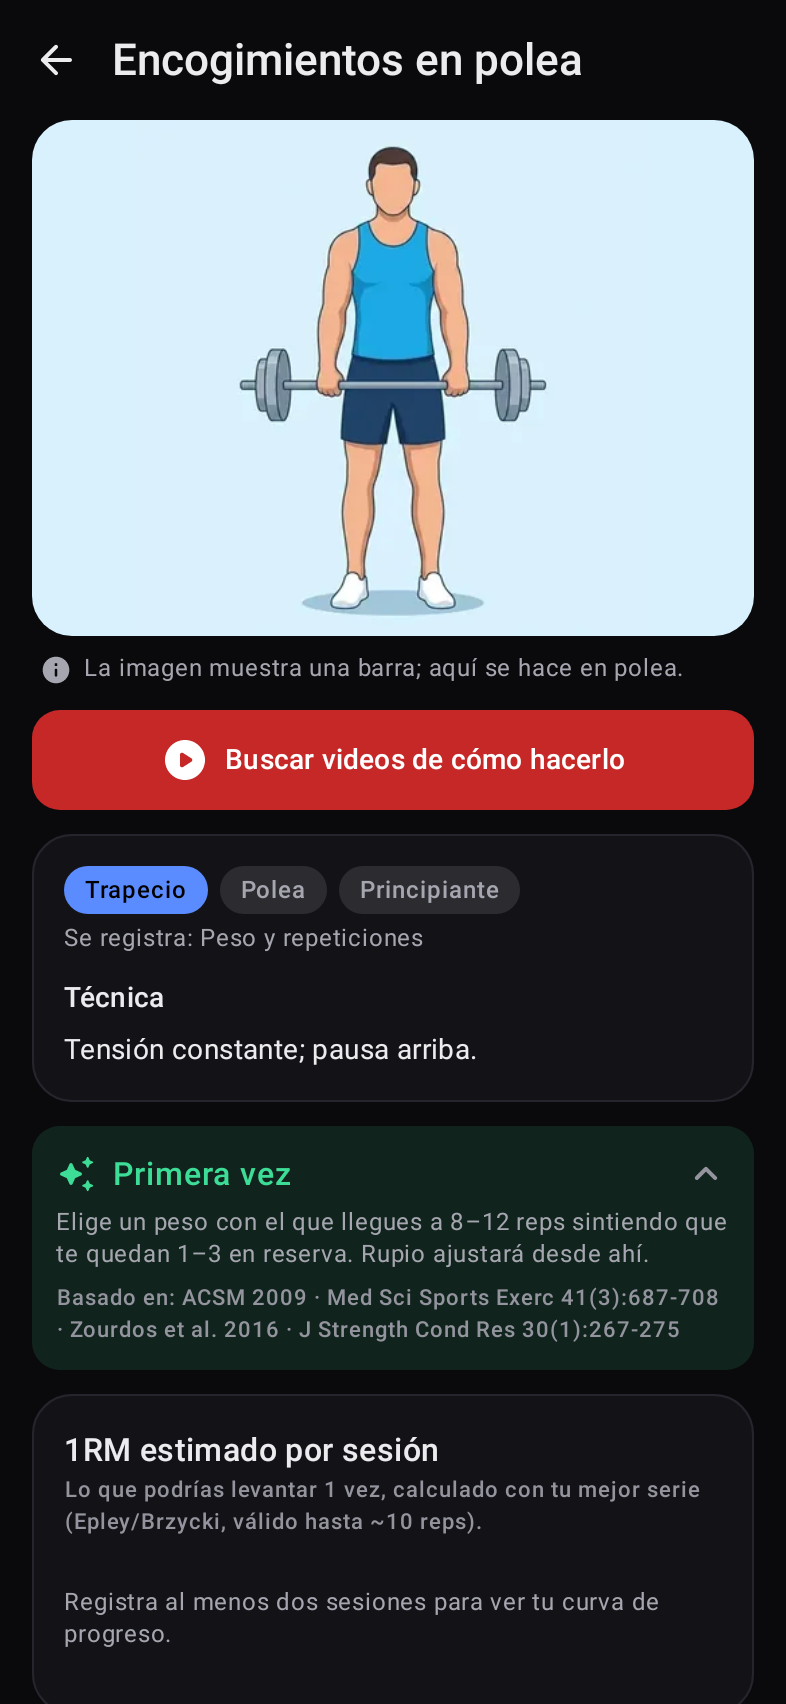 Encogimientos en polea
La imagen muestra una barra; aquí se hace en polea.
Buscar videos de cómo hacerlo
Trapecio Polea Principiante
Se registra: Peso y repeticiones
Técnica
Tensión constante; pausa arriba.
Primera vez
Elige un peso con el que llegues a 8–12 reps sintiendo que
te quedan 1–3 en reserva. Rupio ajustará desde ahí.
Basado en: ACSM 2009 · Med Sci Sports Exerc 41(3):687-708
· Zourdos et al. 2016 · J Strength Cond Res 30(1):267-275
1RM estimado por sesión
Lo que podrías levantar 1 vez, calculado con tu mejor serie
(Epley/Brzycki, válido hasta ~10 reps).
Registra al menos dos sesiones para ver tu curva de
progreso.